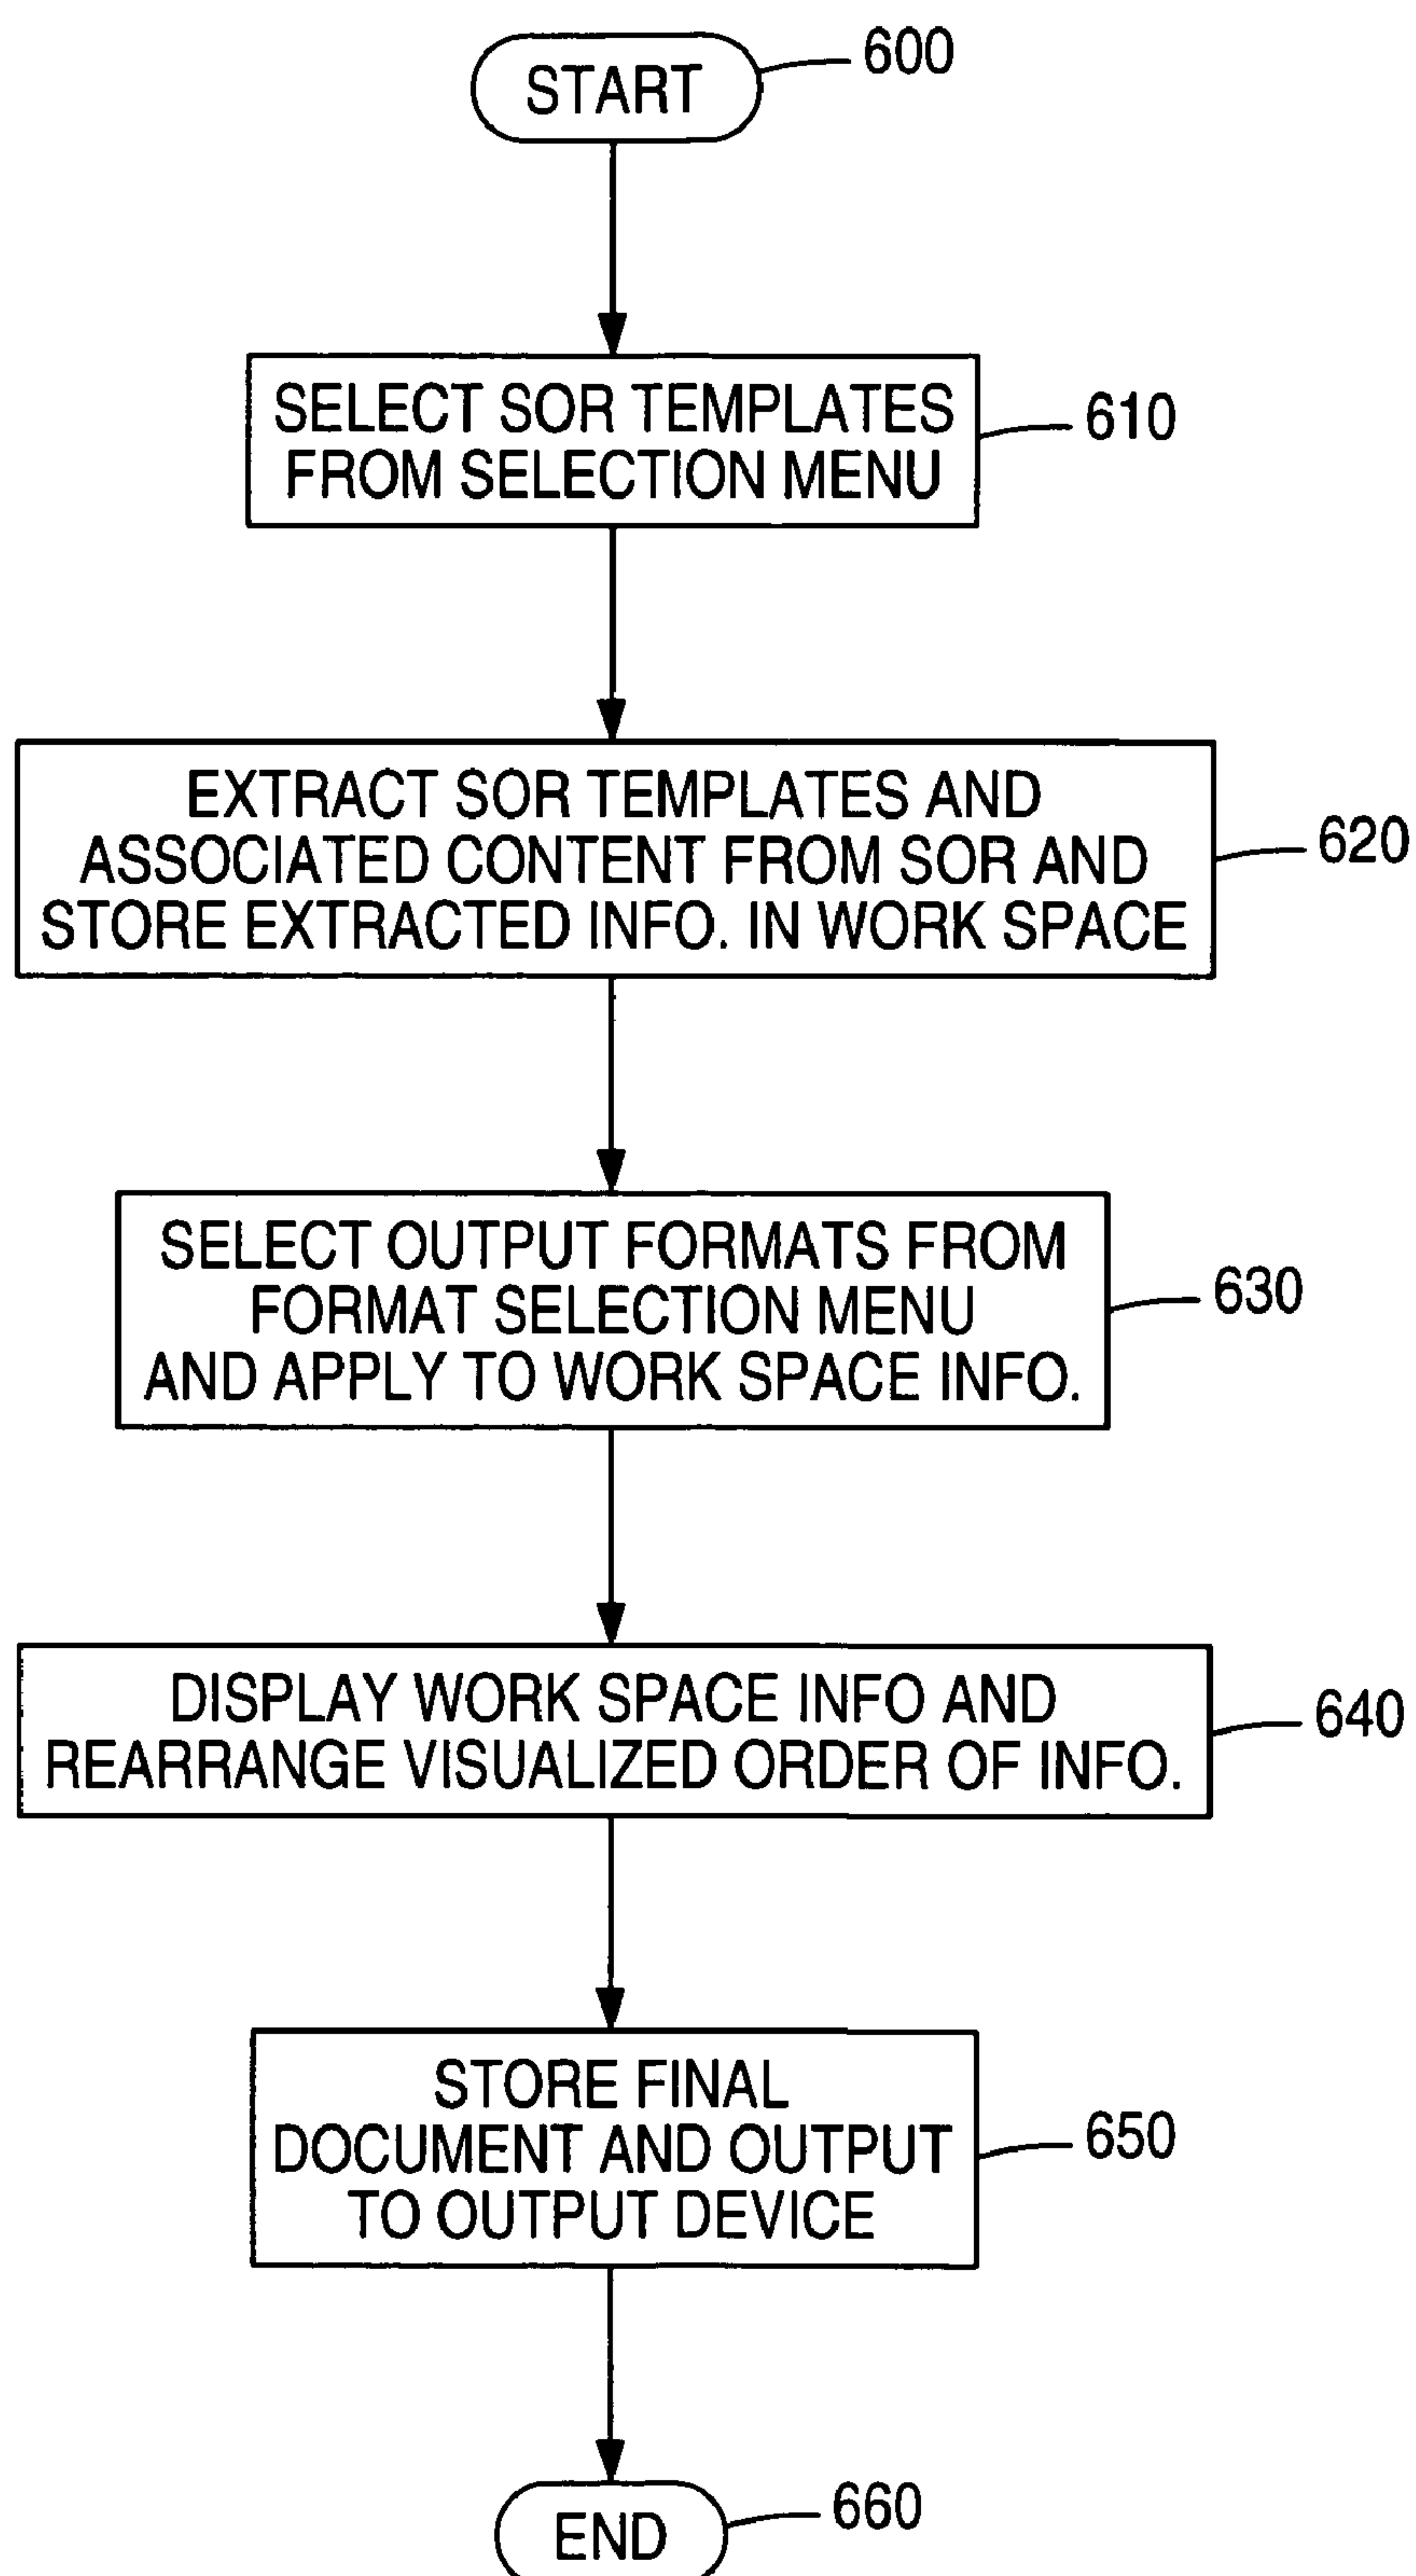 START
600
SELECT SOR TEMPLATES
FROM SELECTION MENU
610
EXTRACT SOR TEMPLATES AND
ASSOCIATED CONTENT FROM SOR AND
STORE EXTRACTED INFO. IN WORK SPACE
620
SELECT OUTPUT FORMATS FROM
FORMAT SELECTION MENU
AND APPLY TO WORK SPACE INFO.
630
DISPLAY WORK SPACE INFO AND
REARRANGE VISUALIZED ORDER OF INFO.
640
STORE FINAL
DOCUMENT AND OUTPUT
TO OUTPUT DEVICE
650
END
660